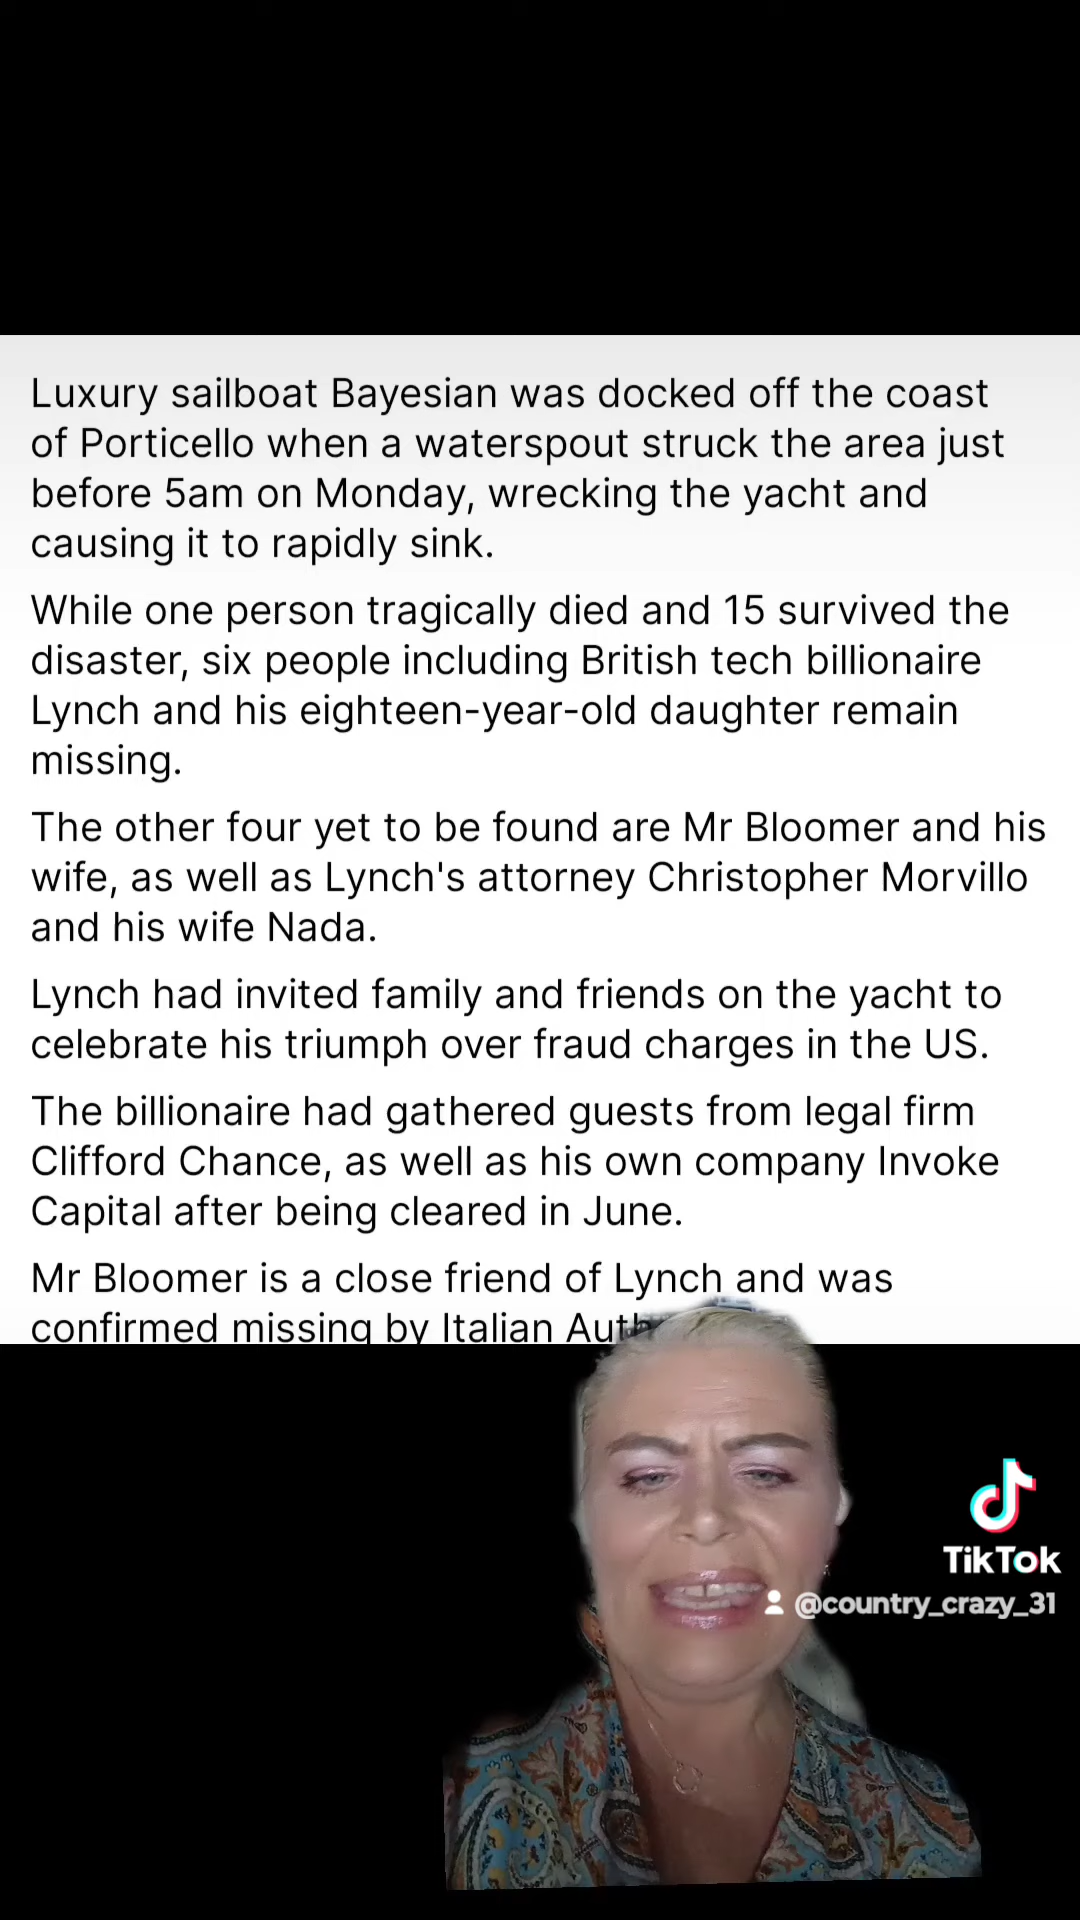 Luxury sailboat Bayesian was docked off the coast
of Porticello when a waterspout struck the area just
before 5am on Monday, wrecking the yacht and
causing it to rapidly sink.
While one person tragically died and 15 survived the
disaster, six people including British tech billionaire
Lynch and his eighteen-year-old daughter remain
missing.
The other four yet to be found are Mr Bloomer and his
wife, as well as Lynch's attorney Christopher Morvillo
and his wife Nada.
Lynch had invited family and friends on the yacht to
celebrate his triumph over fraud charges in the US.
The billionaire had gathered guests from legal firm
Clifford Chance, as well as his own company Invoke
Capital after being cleared in June.
Mr Bloomer is a close friend of Lynch and was
confirmed missing by Italian
TikTok
@country_crazy_31